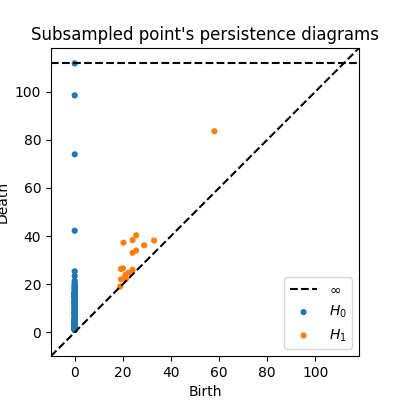 Subsampled point's persistence diagrams
100
80
60
40
20
0
Death
0 20 40 60 80 100
Birth
∞
H₀
H₁